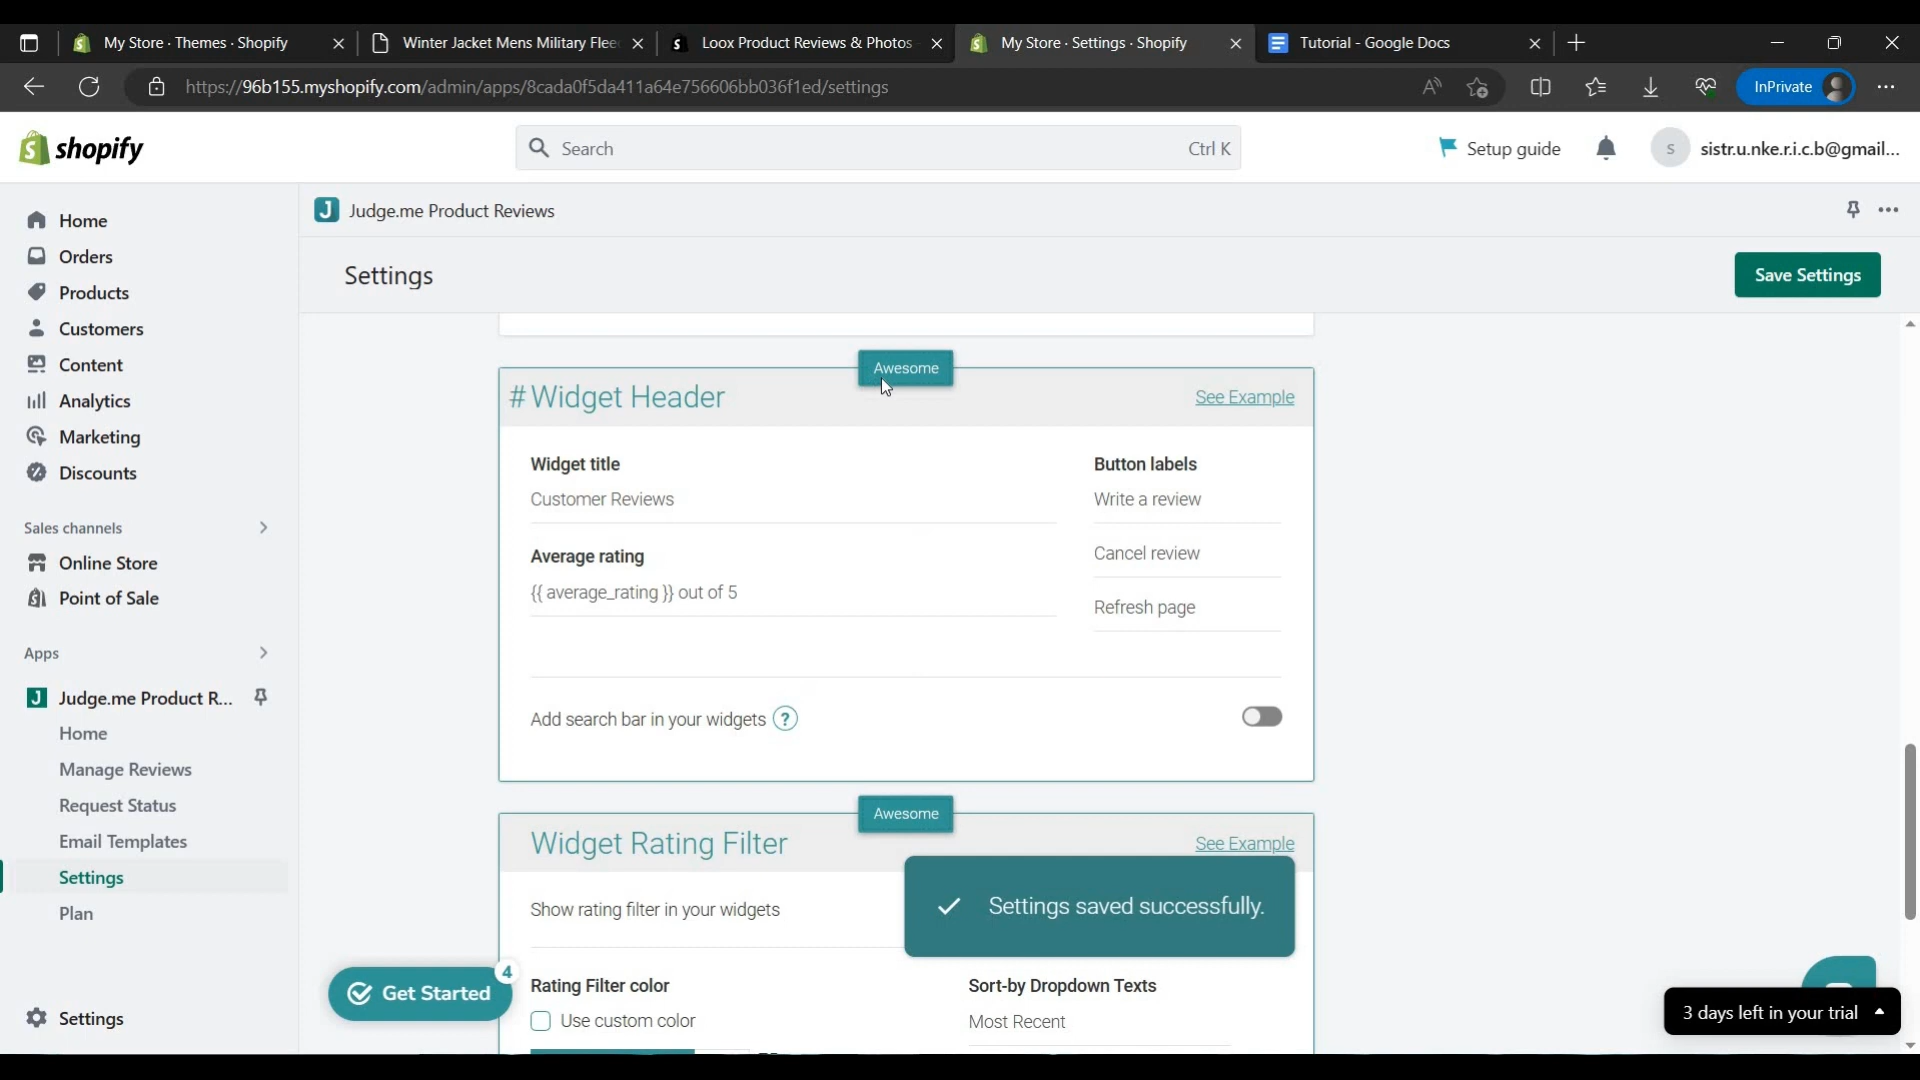 My Store · Themes · Shopify
Winter Jacket Mens Military Flee
Loox Product Reviews & Photos
My Store · Settings · Shopify
Tutorial - Google Docs
https://96b155.myshopify.com/admin/apps/8cada0f5da411a64e756606bb036f1ed/settings
InPrivate
shopify
Search
Ctrl K
Setup guide
s
sistr.u.nke.r.i.c.b@gmail...
J
Judge.me Product Reviews
Settings
Save Settings
Home
Orders
Products
Customers
Content
Analytics
Marketing
Discounts
Sales channels
Online Store
Point of Sale
Apps
J
Judge.me Product R...
Home
Manage Reviews
Request Status
Email Templates
Settings
Plan
Settings
Awesome
# Widget Header
See Example
Widget title
Customer Reviews
Button labels
Write a review
Average rating
{{ average_rating }} out of 5
Cancel review
Refresh page
Add search bar in your widgets ?
Awesome
Widget Rating Filter
See Example
Show rating filter in your widgets
Settings saved successfully.
Rating Filter color
Use custom color
Sort-by Dropdown Texts
Most Recent
Get Started
4
3 days left in your trial